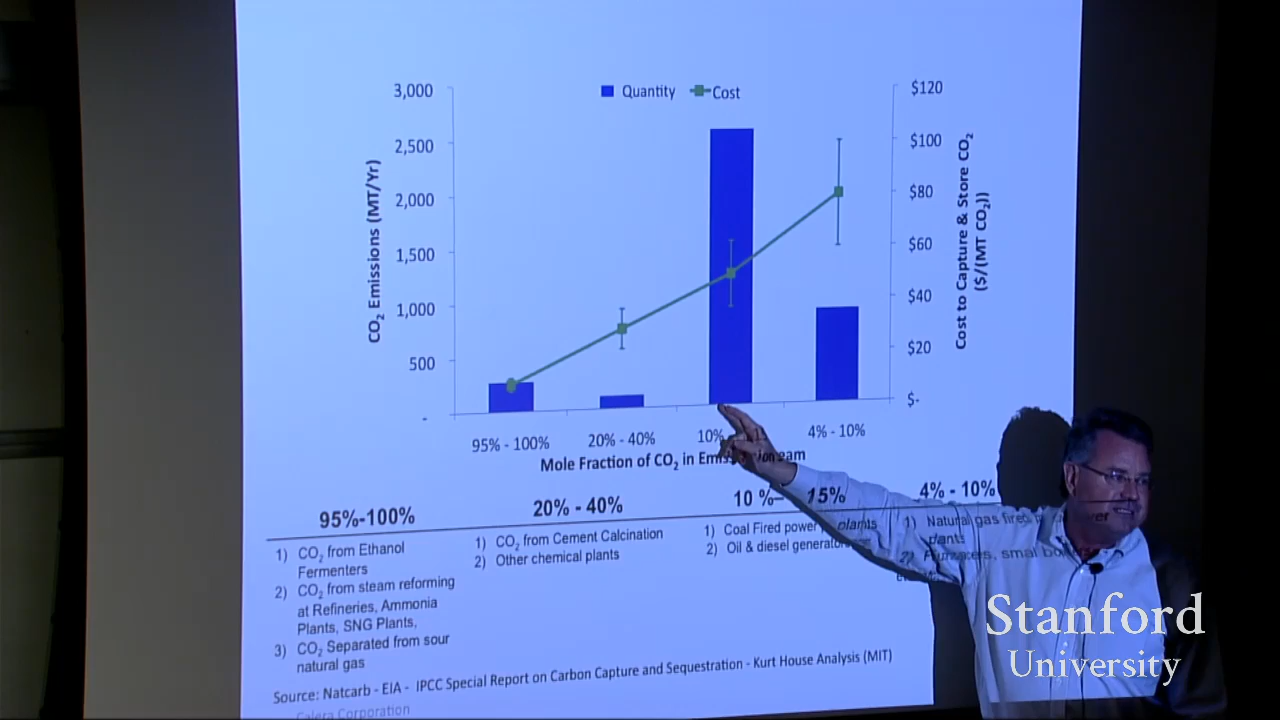 Quantity
Cost
3,000
2,500
2,000
1,500
1,000
500
-
CO2 Emissions (MT/Yr)
$120
$100
$80
$60
$40
$20
$-
Cost to Capture & Store CO2
($/(MT CO2))
95% - 100%
20% - 40%
10%
4% - 10%
Mole Fraction of CO2 in
95%-100%
20% - 40%
10 %– 15%
4% - 10%
1) CO2 from Ethanol
Fermenters
2) CO2 from steam reforming
at Refineries, Ammonia
Plants, SNG Plants,
3) CO2 Separated from sour
natural gas
1) CO2 from Cement Calcination
2) Other chemical plants
1) Coal Fired power plants
2) Oil & diesel
1) Natural gas fired
plants
2)
Source: Natcarb - EIA - IPCC Special Report on Carbon Capture and Sequestration - Kurt House Analysis (MIT)
Calera Corporation
Stanford
University